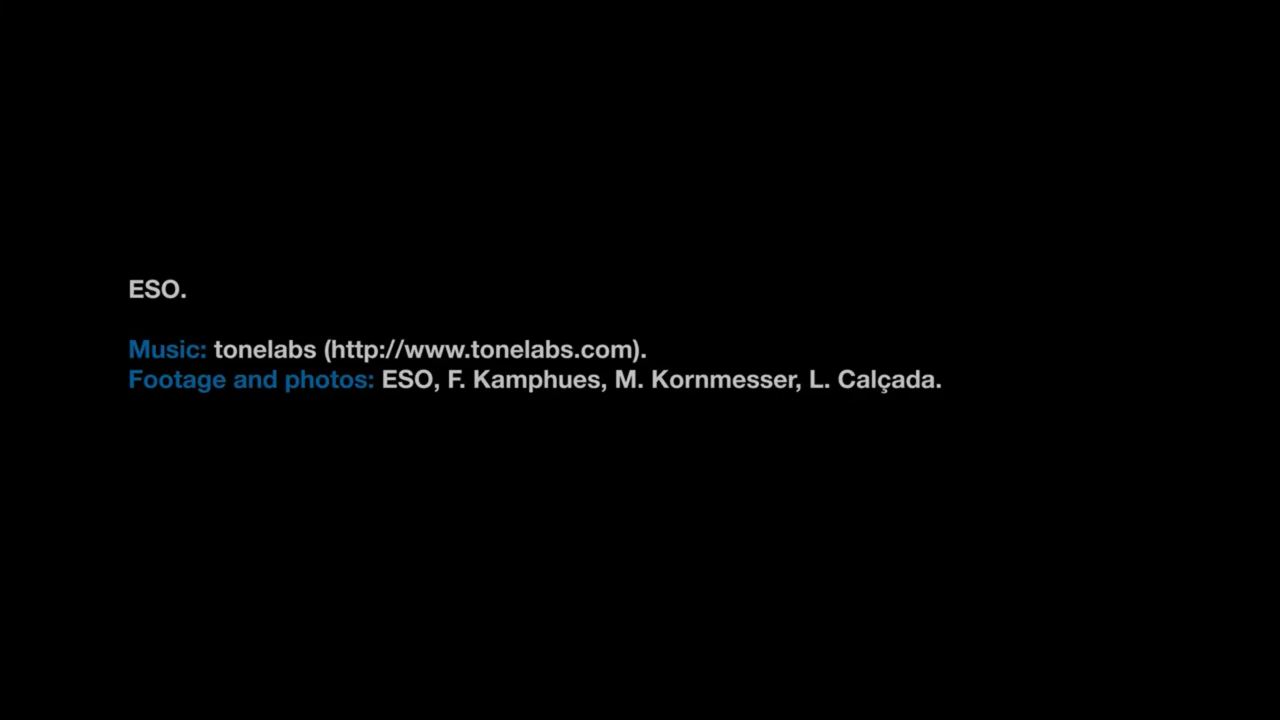 ESO.
Music: tonelabs (http://www.tonelabs.com).
Footage and photos: ESO, F. Kamphues, M. Kornmesser, L. Calçada.